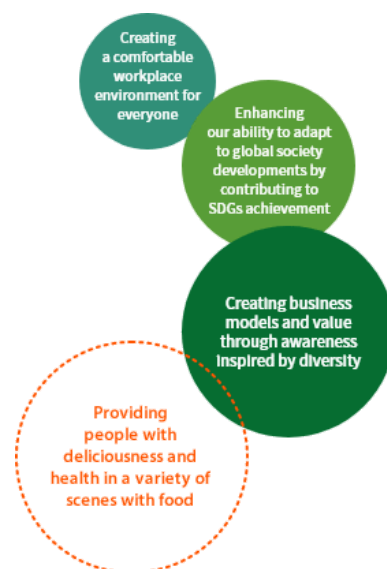 Creating
a comfortable
workplace
environment for
everyone
Enhancing
our ability to adapt
to global society
developments by
contributing to
SDGs achievement
Creating business
models and value
through awareness
inspired by diversity
Providing
people with
deliciousness and
health in a variety of
scenes with food